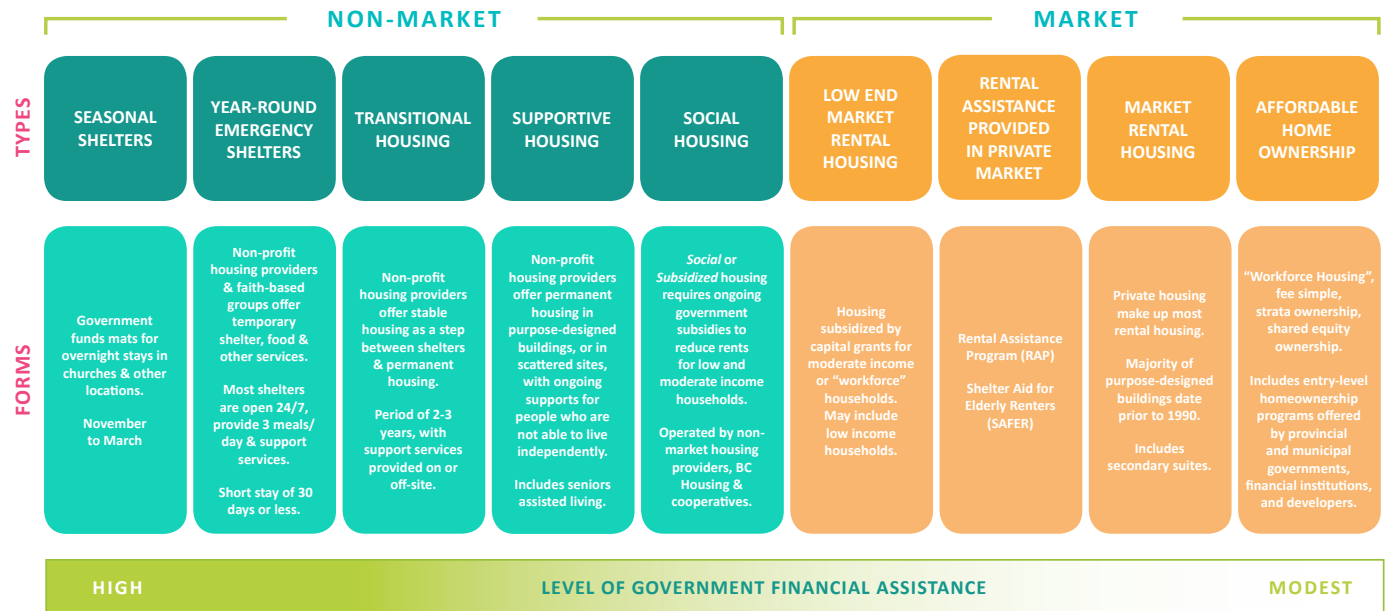 NON-MARKET
MARKET
TYPES
SEASONAL
SHELTERS
YEAR-ROUND
EMERGENCY
SHELTERS
TRANSITIONAL
HOUSING
SUPPORTIVE
HOUSING
SOCIAL
HOUSING
LOW END
MARKET
RENTAL
HOUSING
RENTAL
ASSISTANCE
PROVIDED
IN PRIVATE
MARKET
MARKET
RENTAL
HOUSING
AFFORDABLE
HOME
OWNERSHIP
FORMS
Government
funds mats for
overnight stays in
churches & other
locations.
November
to March
Non-profit
housing providers
& faith-based
groups offer
temporary
shelter, food &
other services.
Most shelters
are open 24/7,
provide 3 meals/
day & support
services.
Short stay of 30
days or less.
Non-profit
housing providers
offer stable
housing as a step
between shelters
& permanent
housing.
Period of 2-3
years, with
support services
provided on or
off-site.
Non-profit
housing providers
offer permanent
housing in
purpose-designed
buildings, or in
scattered sites,
with ongoing
supports for
people who are
not able to live
independently.
Includes seniors
assisted living.
Social or
Subsidized housing
requires ongoing
government
subsidies to
reduce rents
for low and
moderate income
households.
Operated by non-
market housing
providers, BC
Housing &
cooperatives.
Housing
subsidized by
capital grants for
moderate income
or “workforce”
households.
May include
low income
households.
Rental Assistance
Program (RAP)
Shelter Aid for
Elderly Renters
(SAFER)
Private housing
make up most
rental housing.
Majority of
purpose-designed
buildings date
prior to 1990.
Includes
secondary suites.
“Workforce Housing”,
fee simple,
strata ownership,
shared equity
ownership.
Includes entry-level
homeownership
programs offered
by provincial
and municipal
governments,
financial institutions,
and developers.
HIGH
LEVEL OF GOVERNMENT FINANCIAL ASSISTANCE
MODEST